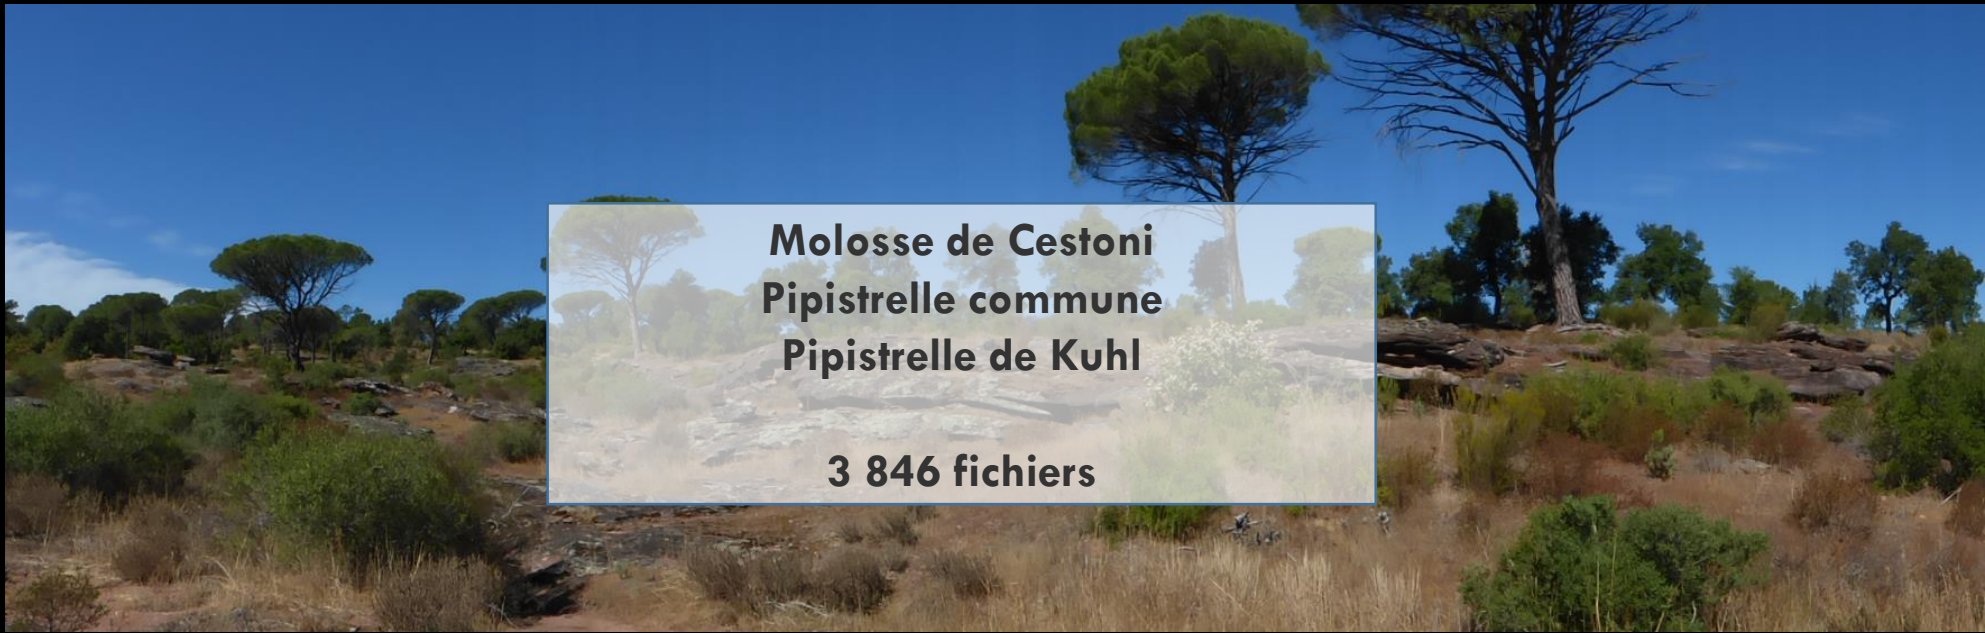 Molosse de Cestoni
Pipistrelle commune
Pipistrelle de Kuhl
3 846 fichiers